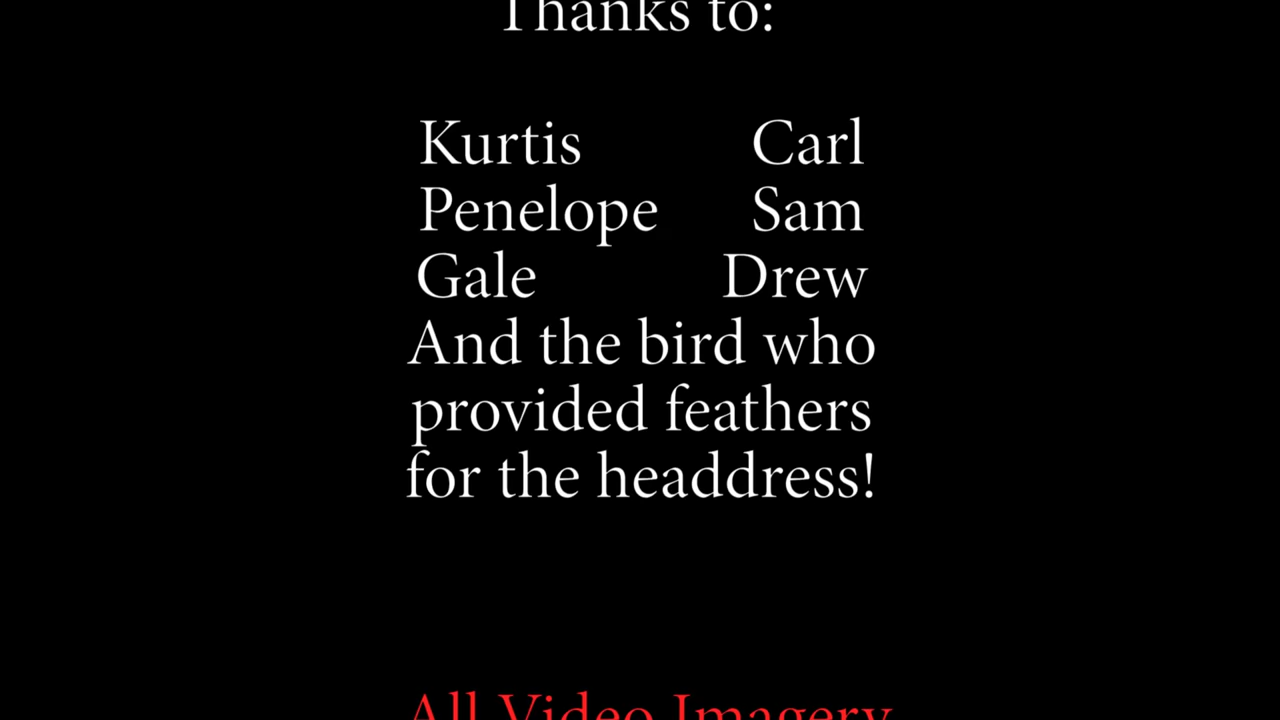 Thanks to:
Kurtis Carl
Penelope Sam
Gale Drew
And the bird who
provided feathers
for the headdress!
All Video Imagery